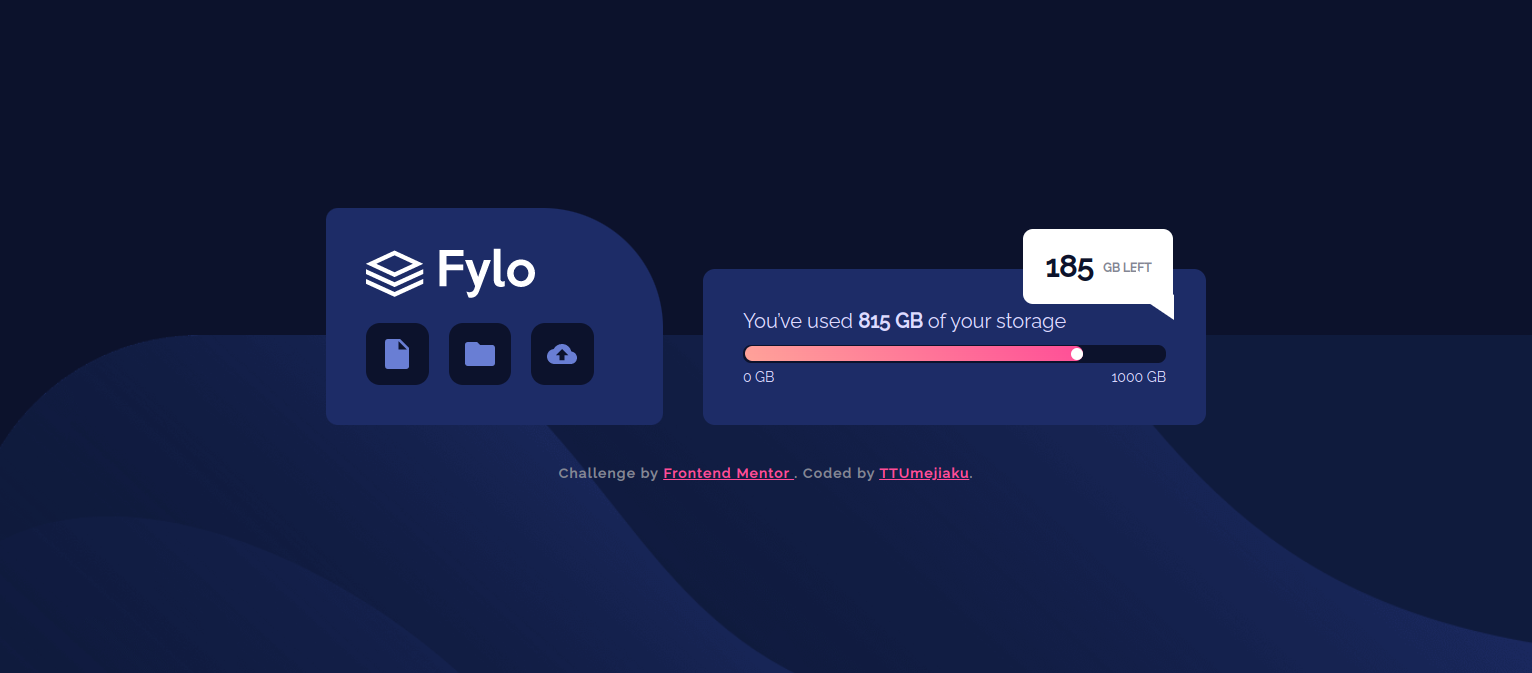 Fylo
185 GB LEFT
You’ve used 815 GB of your storage
0 GB 1000 GB
Challenge by Frontend Mentor . Coded by TTUmejiaku.